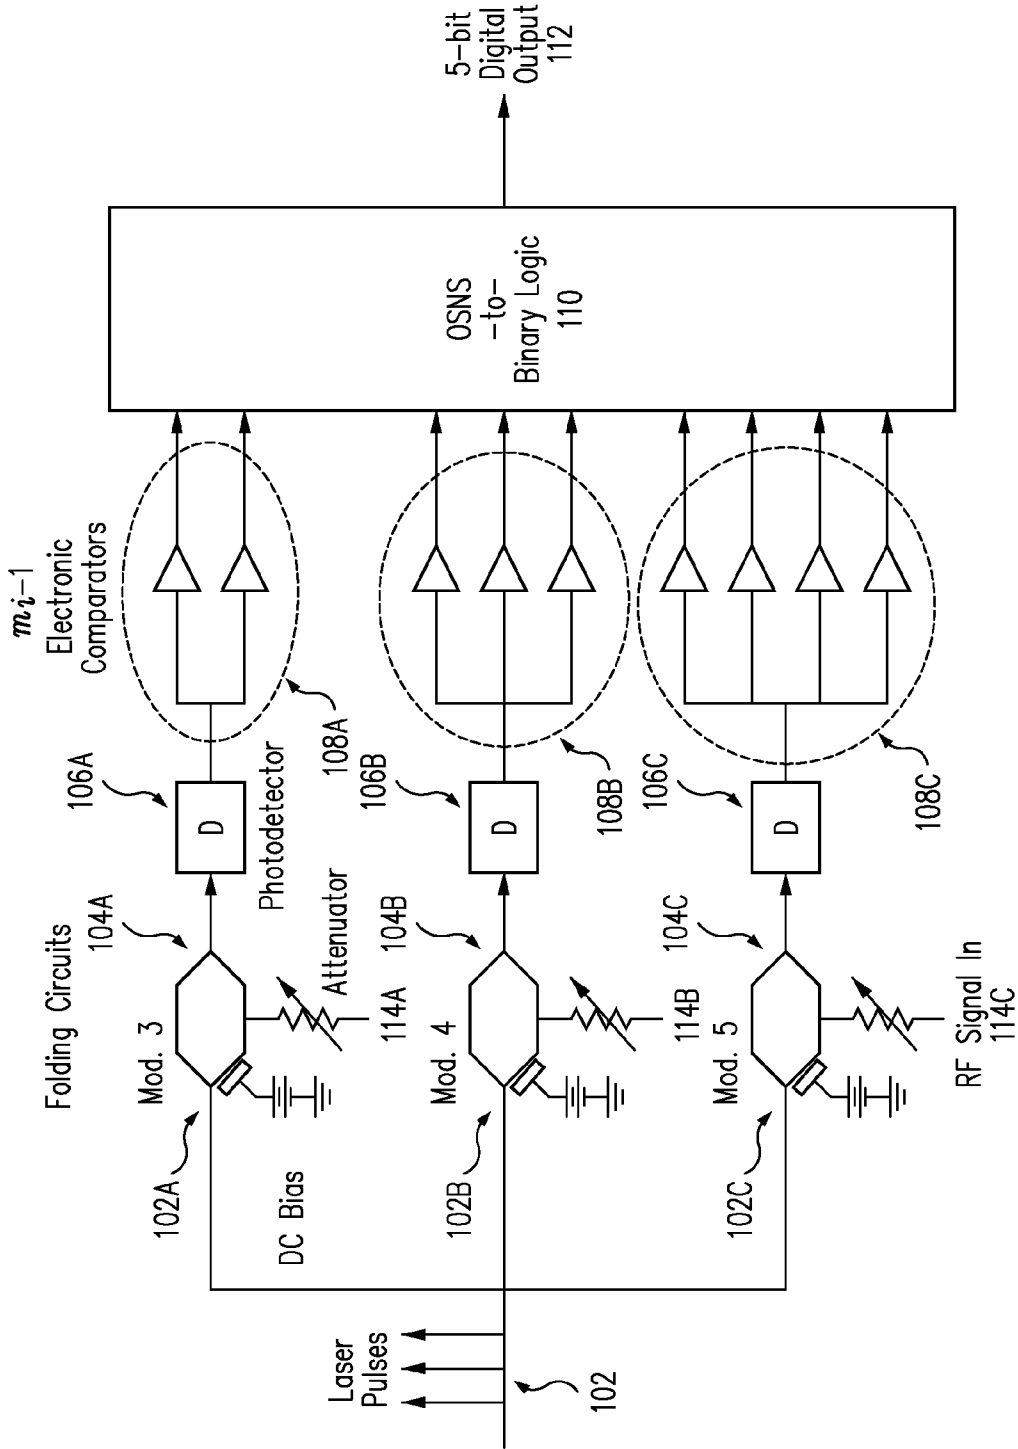 Laser
Pulses
102
DC Bias
Folding Circuits
102A
Mod. 3
104A
Attenuator
114A
106A
D
Photodetector
mi-1
Electronic
Comparators
108A
102B
Mod. 4
104B
114B
106B
D
108B
102C
Mod. 5
104C
RF Signal In
114C
106C
D
108C
OSNS
-to-
Binary Logic
110
5-bit
Digital
Output
112